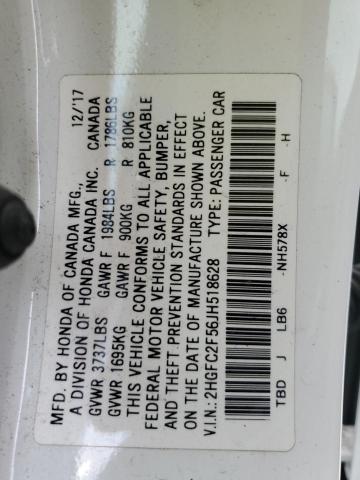 MFD. BY HONDA OF CANADA MFG., 12/'17
A DIVISION OF HONDA CANADA INC. CANADA
GVWR 3737LBS GAWR F 1984LBS R 1786LBS
GVWR 1695KG GAWR F 900KG R 810KG
THIS VEHICLE CONFORMS TO ALL APPLICABLE
FEDERAL MOTOR VEHICLE SAFETY, BUMPER,
AND THEFT PREVENTION STANDARDS IN EFFECT
ON THE DATE OF MANUFACTURE SHOWN ABOVE.
V.I.N.: 2HGFC2F56JH518628 TYPE: PASSENGER CAR
TBD J LB6 -NH578X -F -H